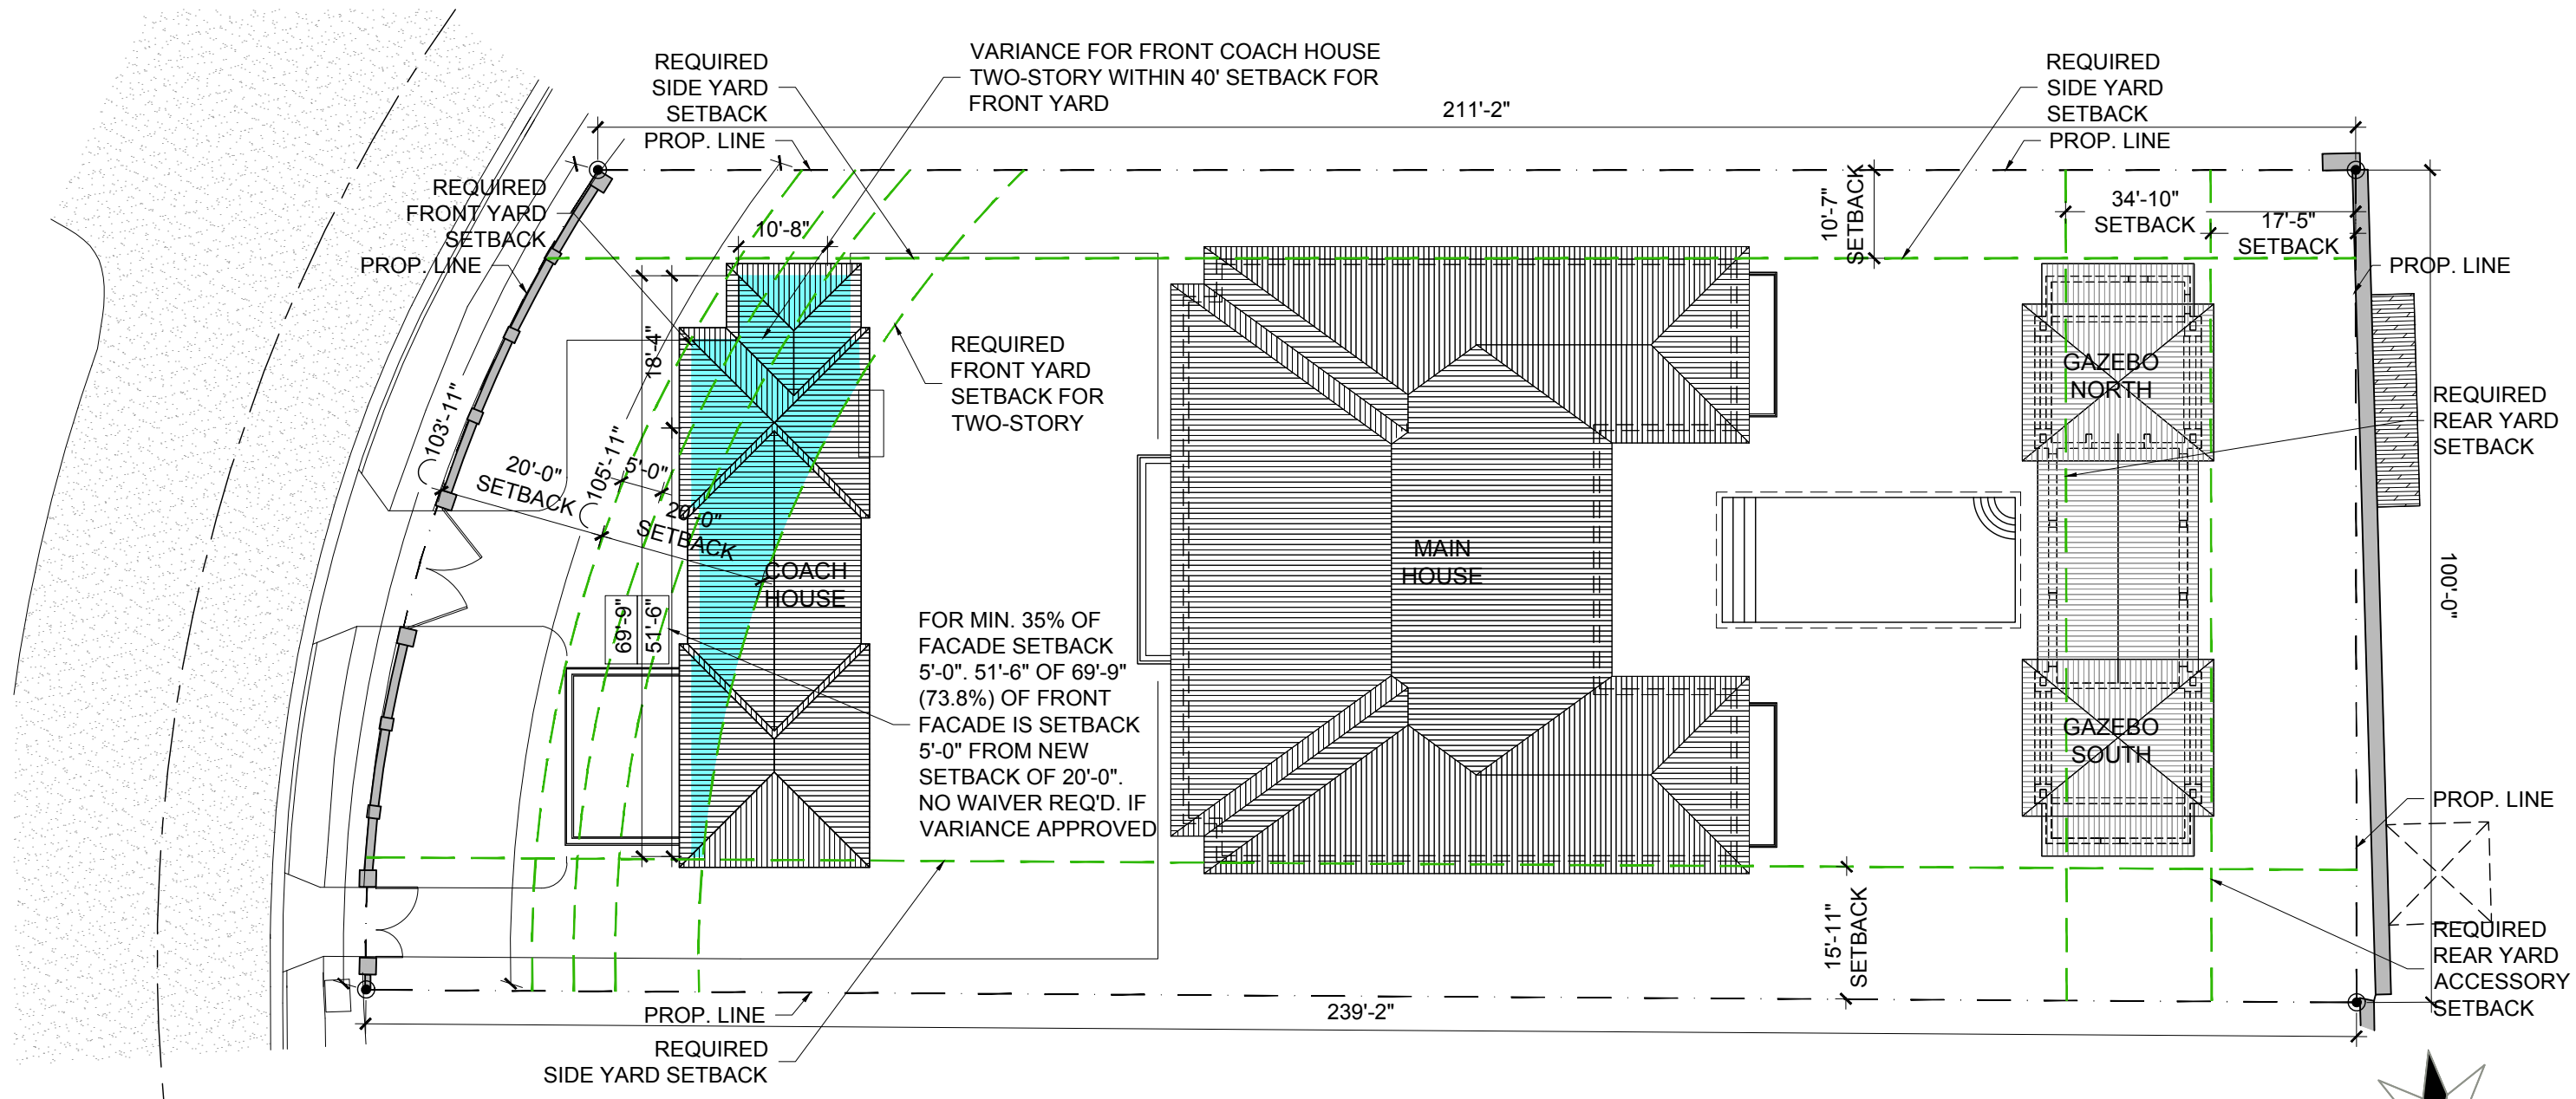 VARIANCE FOR FRONT COACH HOUSE
TWO-STORY WITHIN 40' SETBACK FOR
FRONT YARD
REQUIRED
SIDE YARD
SETBACK
PROP. LINE
REQUIRED
SIDE YARD
SETBACK
PROP. LINE
211'-2"
REQUIRED
FRONT YARD
SETBACK
PROP. LINE
10'-8"
10'-7"
SETBACK
34'-10"
SETBACK
17'-5"
SETBACK
PROP. LINE
18'-4"
REQUIRED
FRONT YARD
SETBACK FOR
TWO-STORY
GAZEBO
NORTH
REQUIRED
REAR YARD
SETBACK
103'-11"
20'-0"
SETBACK
105'-11"
5'-0"
20'-0"
SETBACK
COACH
HOUSE
MAIN
HOUSE
100'-0"
69'-9"
51'-6"
FOR MIN. 35% OF
FACADE SETBACK
5'-0". 51'-6" OF 69'-9"
(73.8%) OF FRONT
FACADE IS SETBACK
5'-0" FROM NEW
SETBACK OF 20'-0".
NO WAIVER REQ'D. IF
VARIANCE APPROVED
GAZEBO
SOUTH
PROP. LINE
15'-11"
SETBACK
REQUIRED
REAR YARD
ACCESSORY
SETBACK
PROP. LINE
239'-2"
REQUIRED
SIDE YARD SETBACK